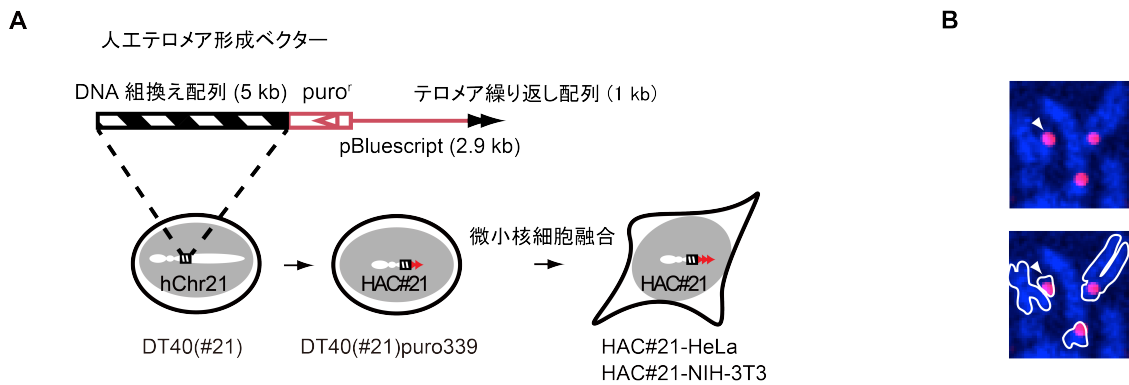 A
B
人工テロメア形成ベクター
DNA 組換え配列 (5 kb)
puroʳ
テロメア繰り返し配列 (1 kb)
pBluescript (2.9 kb)
微小核細胞融合
hChr21
HAC#21
HAC#21
DT40(#21)
DT40(#21)puro339
HAC#21-HeLa
HAC#21-NIH-3T3